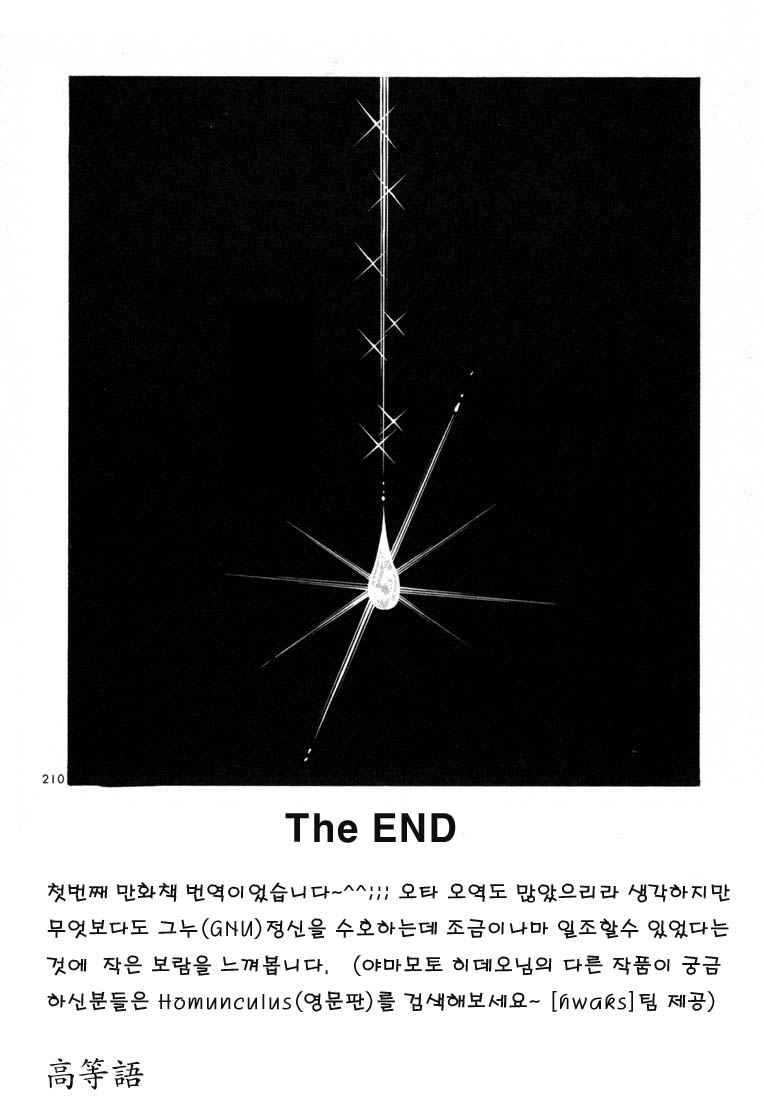 210
The END
첫번째 만화책 번역이었습니다~^^;;; 오타 오역도 많았으리라 생각하지만
무엇보다도 그누(GNU)정신을 수호하는데 조금이나마 일조할수 있었다는
것에 작은 보람을 느껴봅니다. (야마모토 히데오님의 다른 작품이 궁금
하신분들은 Homunculus(영문판)를 검색해보세요~ [hwaks]팀 제공)
高等語